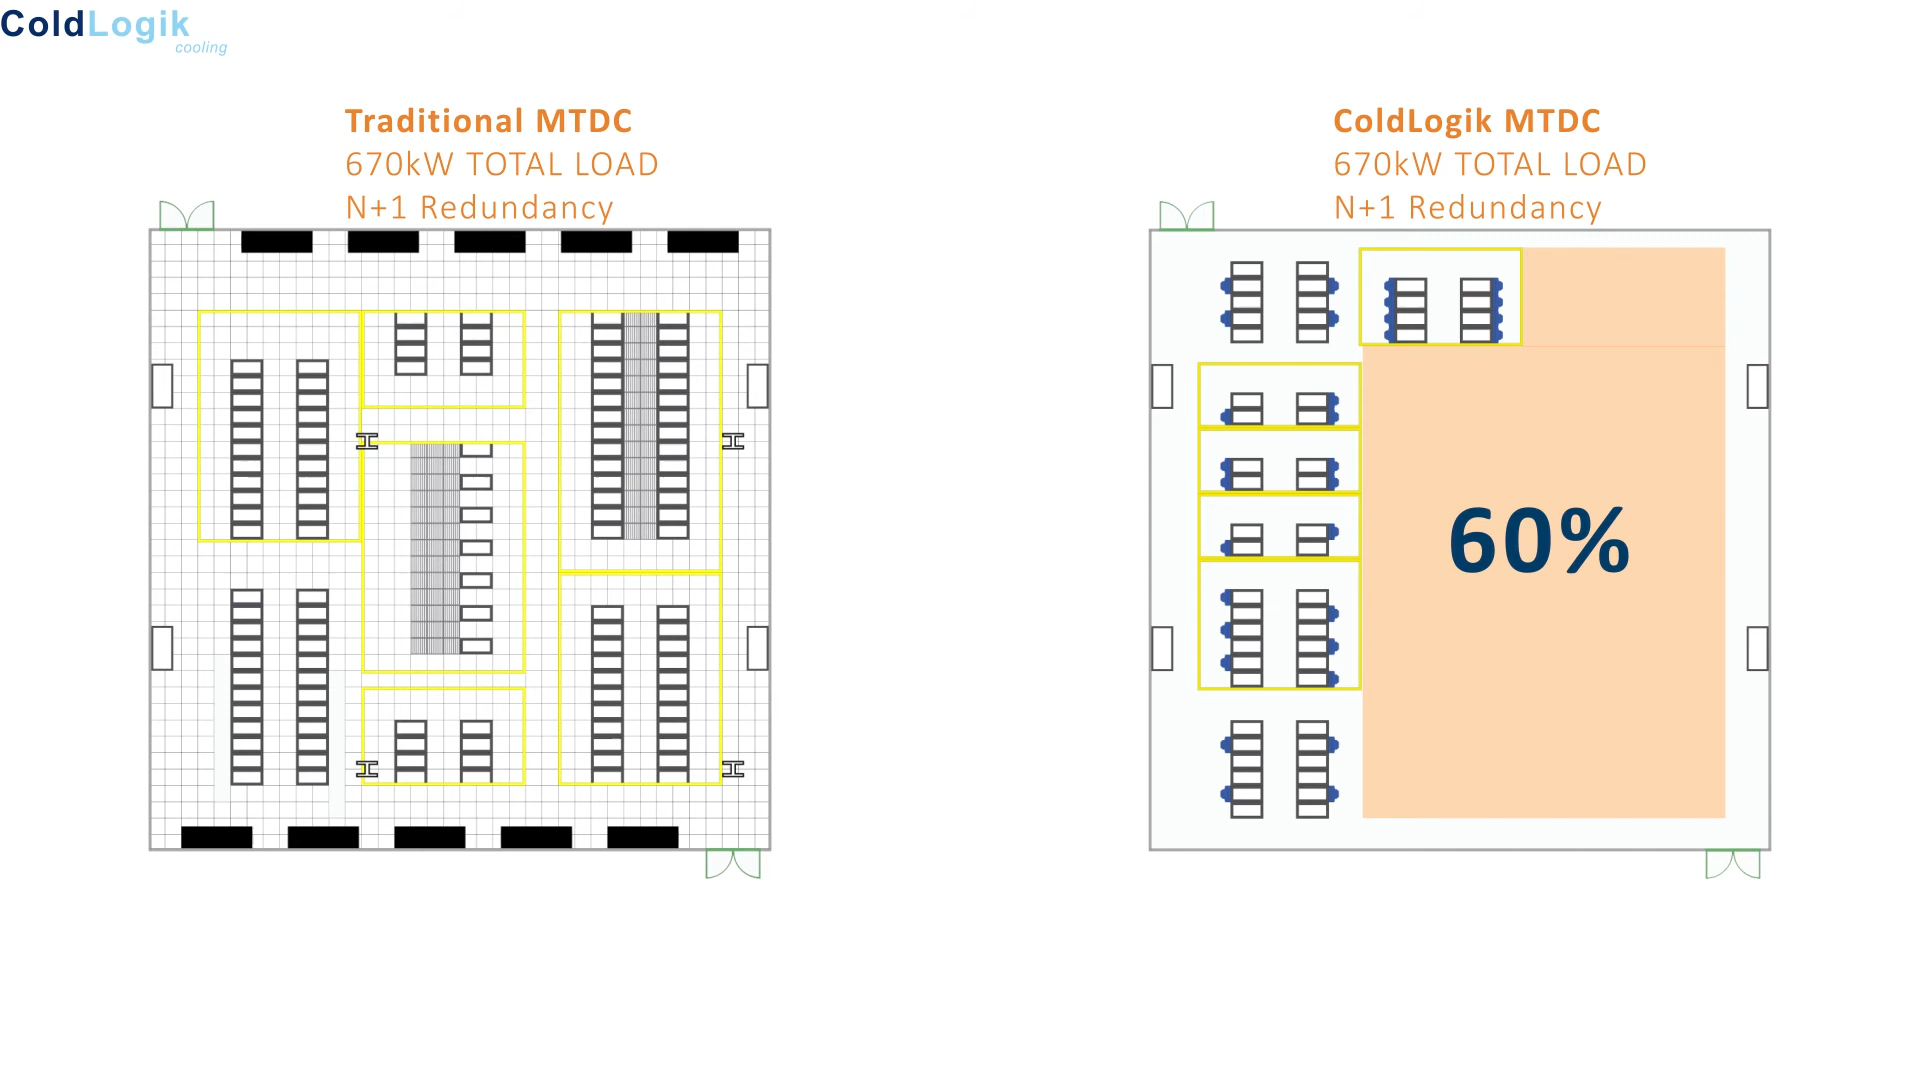 ColdLogik
cooling
Traditional MTDC
670kW TOTAL LOAD
N+1 Redundancy
ColdLogik MTDC
670kW TOTAL LOAD
N+1 Redundancy
60%